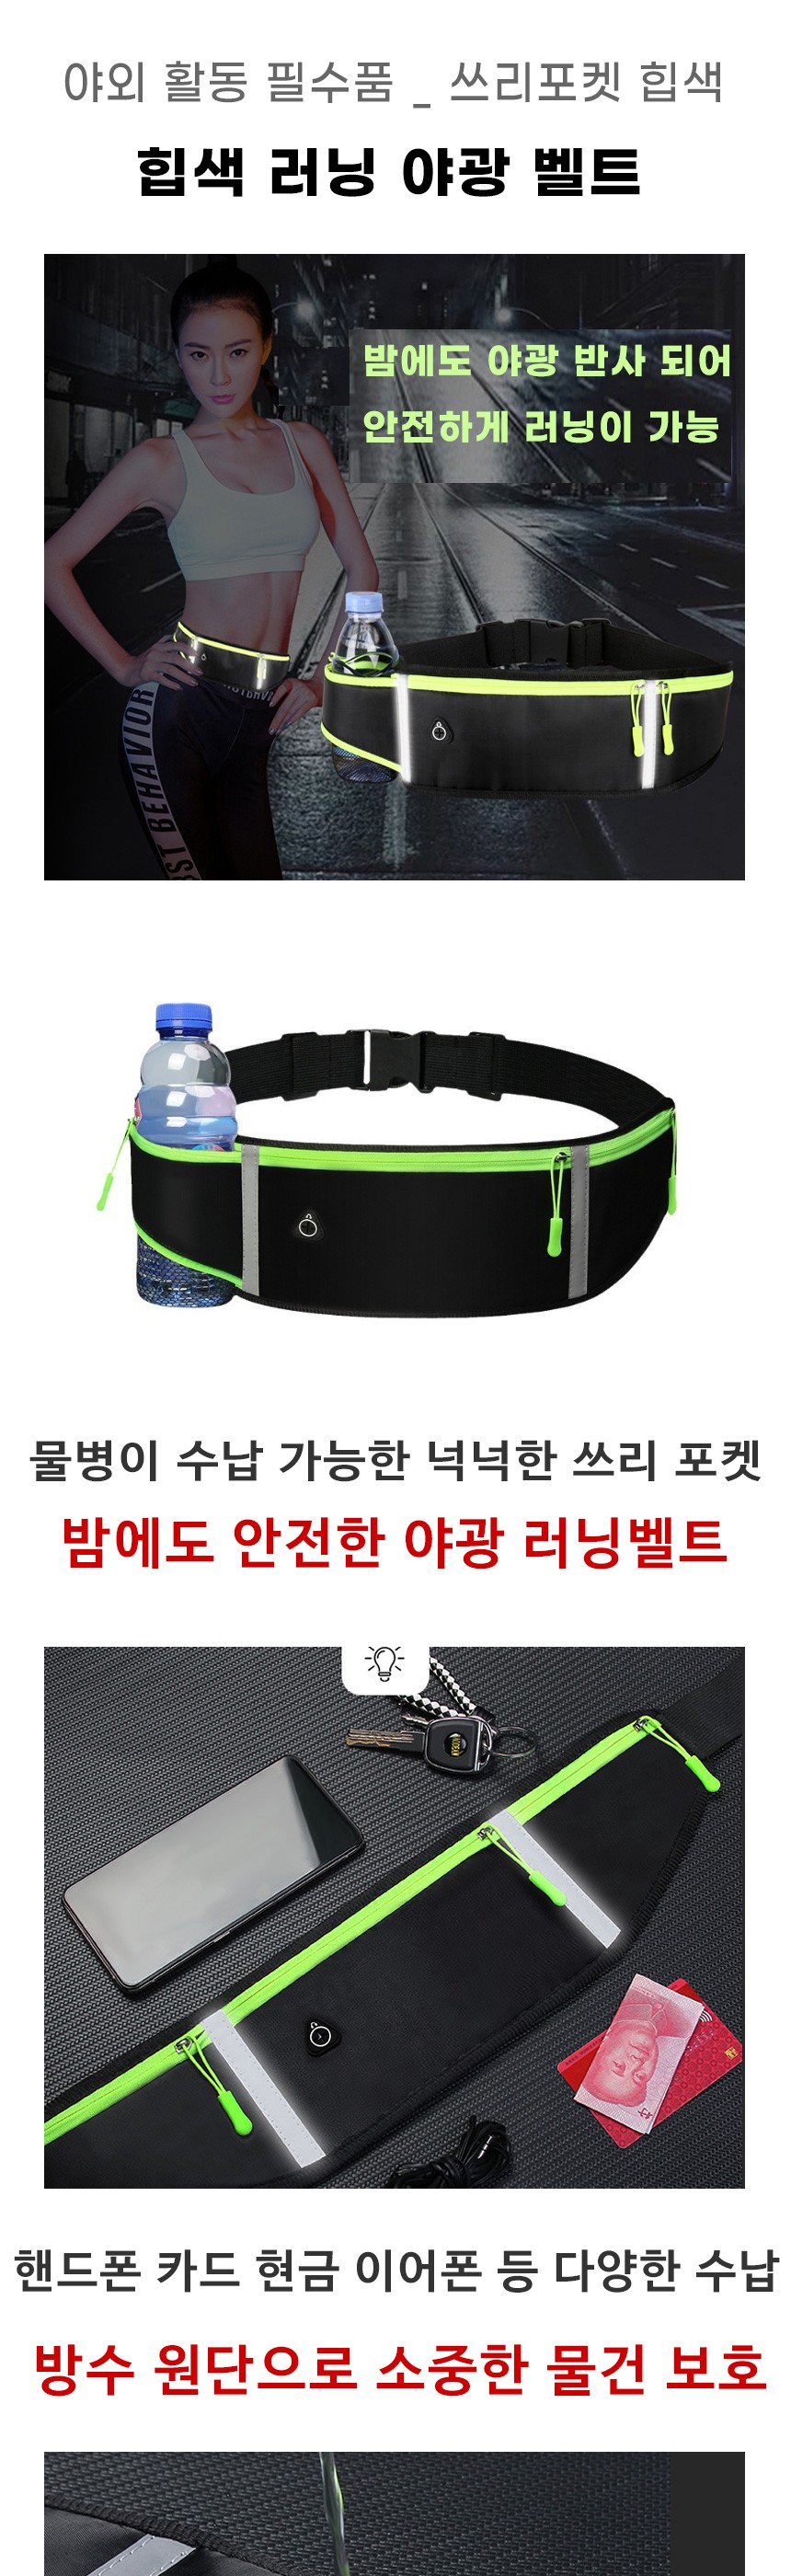 야외 활동 필수품 _ 쓰리포켓 힙색
힙색 러닝 야광 벨트
밤에도 야광 반사 되어
안전하게 러닝이 가능
물병이 수납 가능한 넉넉한 쓰리 포켓
밤에도 안전한 야광 러닝벨트
핸드폰 카드 현금 이어폰 등 다양한 수납
방수 원단으로 소중한 물건 보호